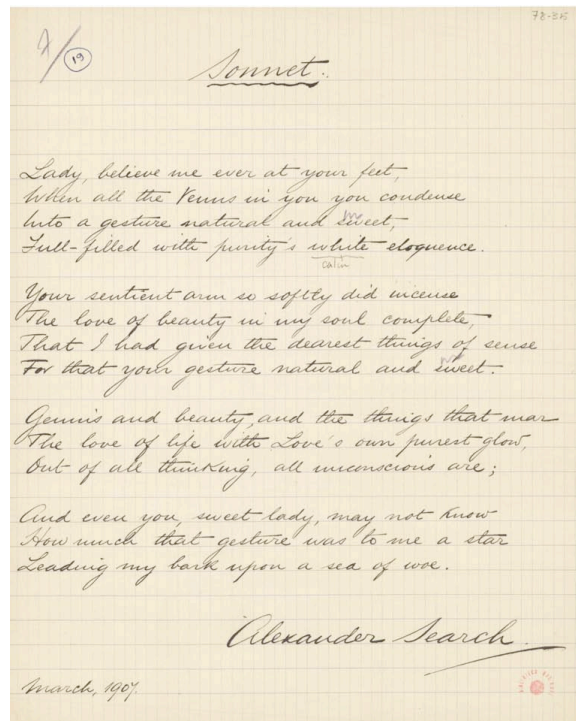 78-38
7/
19
Sonnet.
Lady, believe me ever at your feet,
When all the Venus in you you condense
Into a gesture natural and sweet,
Full-filled with purity's white eloquence.
calm
Your sentient arm so softly did incense
The love of beauty in my soul complete,
That I had given the dearest things of sense
For that your gesture natural and sweet.
Genius and beauty, and the things that mar
The love of life with Love's own purest glow,
Out of all thinking, all unconscious are;
And even you, sweet lady, may not know
How much that gesture was to me a star
Leading my bark upon a sea of woe.
Alexander Search
March, 1907.